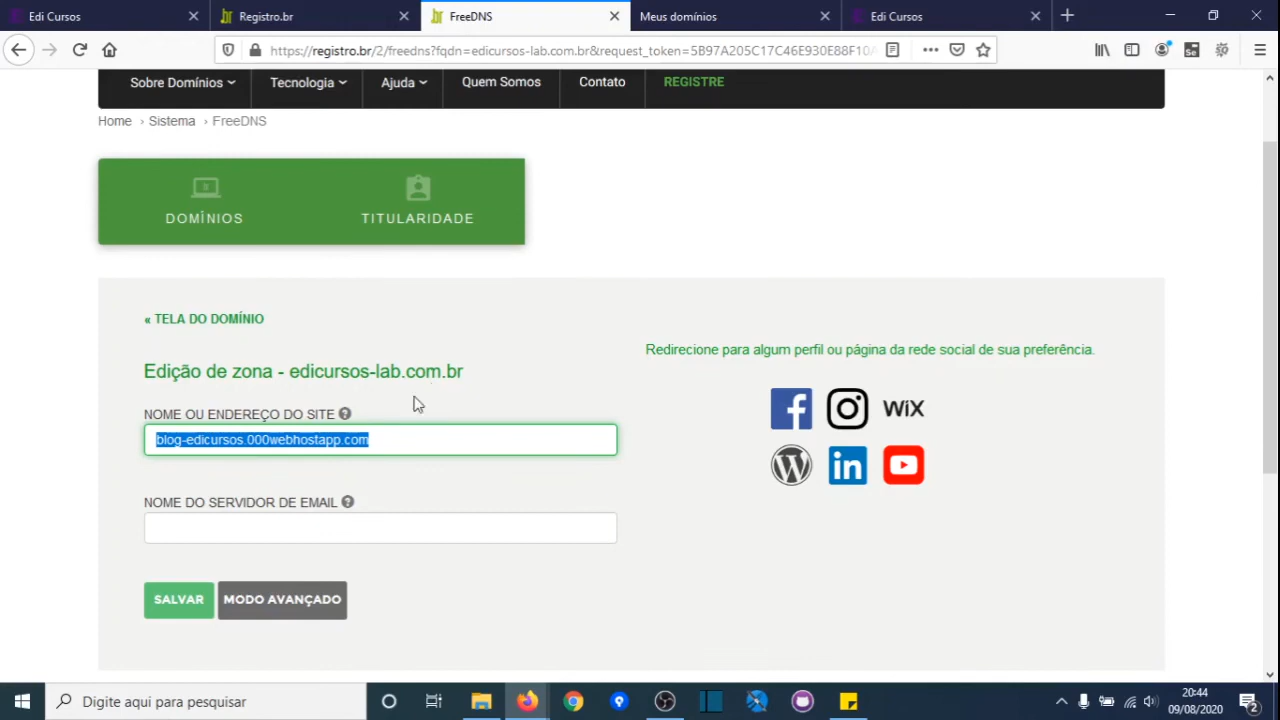 Edi Cursos
Registro.br
FreeDNS
Meus domínios
Edi Cursos
https://registro.br/2/freedns?fqdn=edicursos-lab.com.br&request_token=5B97A205C17C46E930E88F10A
Sobre Domínios
Tecnologia
Ajuda
Quem Somos
Contato
REGISTRE
Home › Sistema › FreeDNS
DOMÍNIOS
TITULARIDADE
« TELA DO DOMÍNIO
Redirecione para algum perfil ou página da rede social de sua preferência.
Edição de zona - edicursos-lab.com.br
NOME OU ENDEREÇO DO SITE ?
WiX
blog-edicursos.000webhostapp.com
in
NOME DO SERVIDOR DE EMAIL ?
SALVAR
MODO AVANÇADO
Digite aqui para pesquisar
20:44
09/08/2020
2